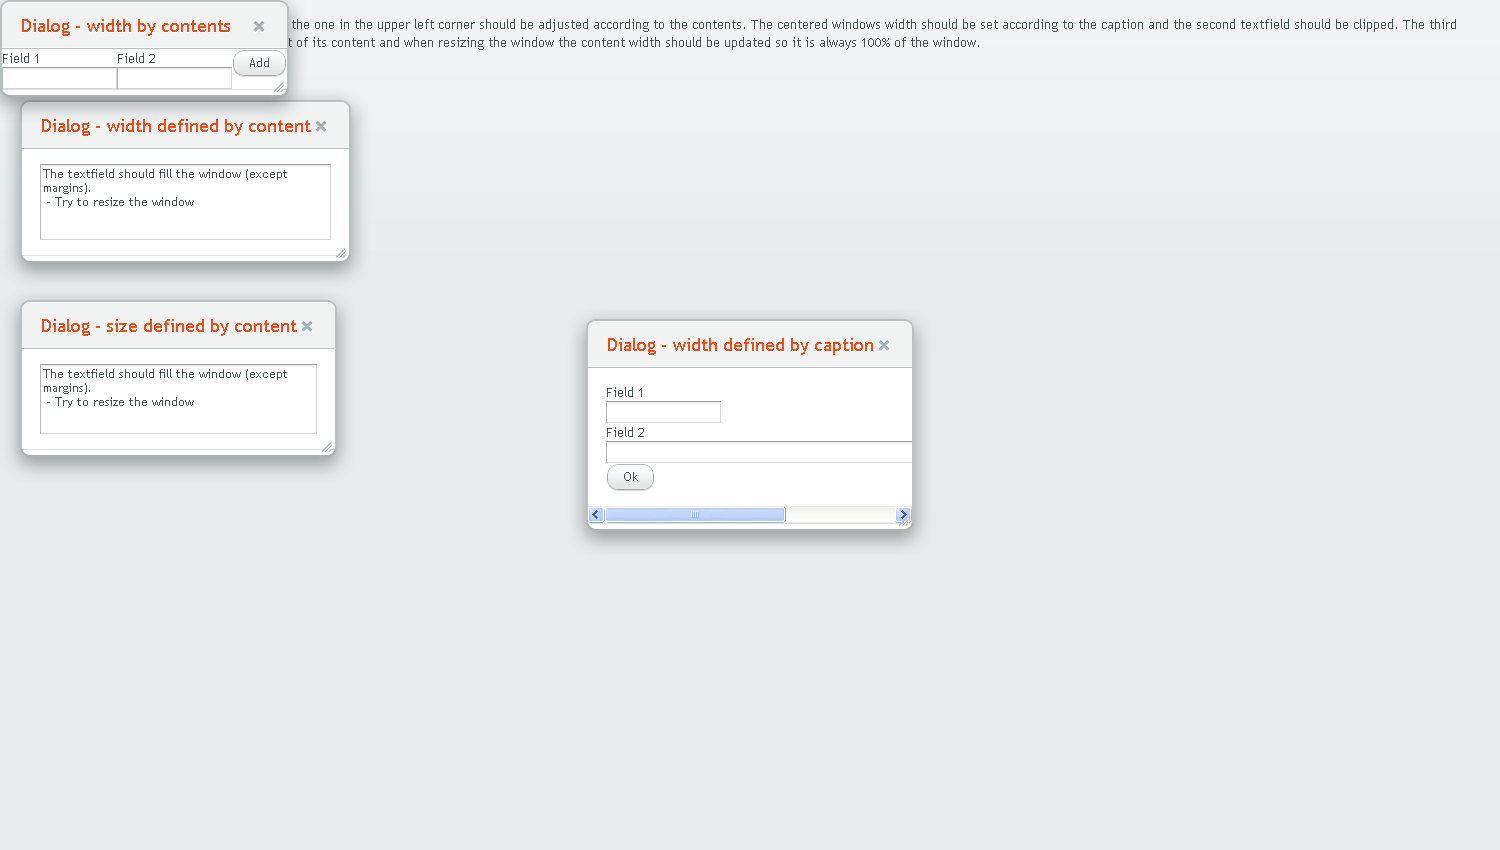 Dialog - width by contents
the one in the upper left corner should be adjusted according to the contents. The centered windows width should be set according to the caption and the second textfield should be clipped. The third
of its content and when resizing the window the content width should be updated so it is always 100% of the window.
Field 1 Field 2 Add
Dialog - width defined by content
The textfield should fill the window (except
margins).
- Try to resize the window
Dialog - size defined by content
The textfield should fill the window (except
margins).
- Try to resize the window
Dialog - width defined by caption
Field 1
Field 2
Ok